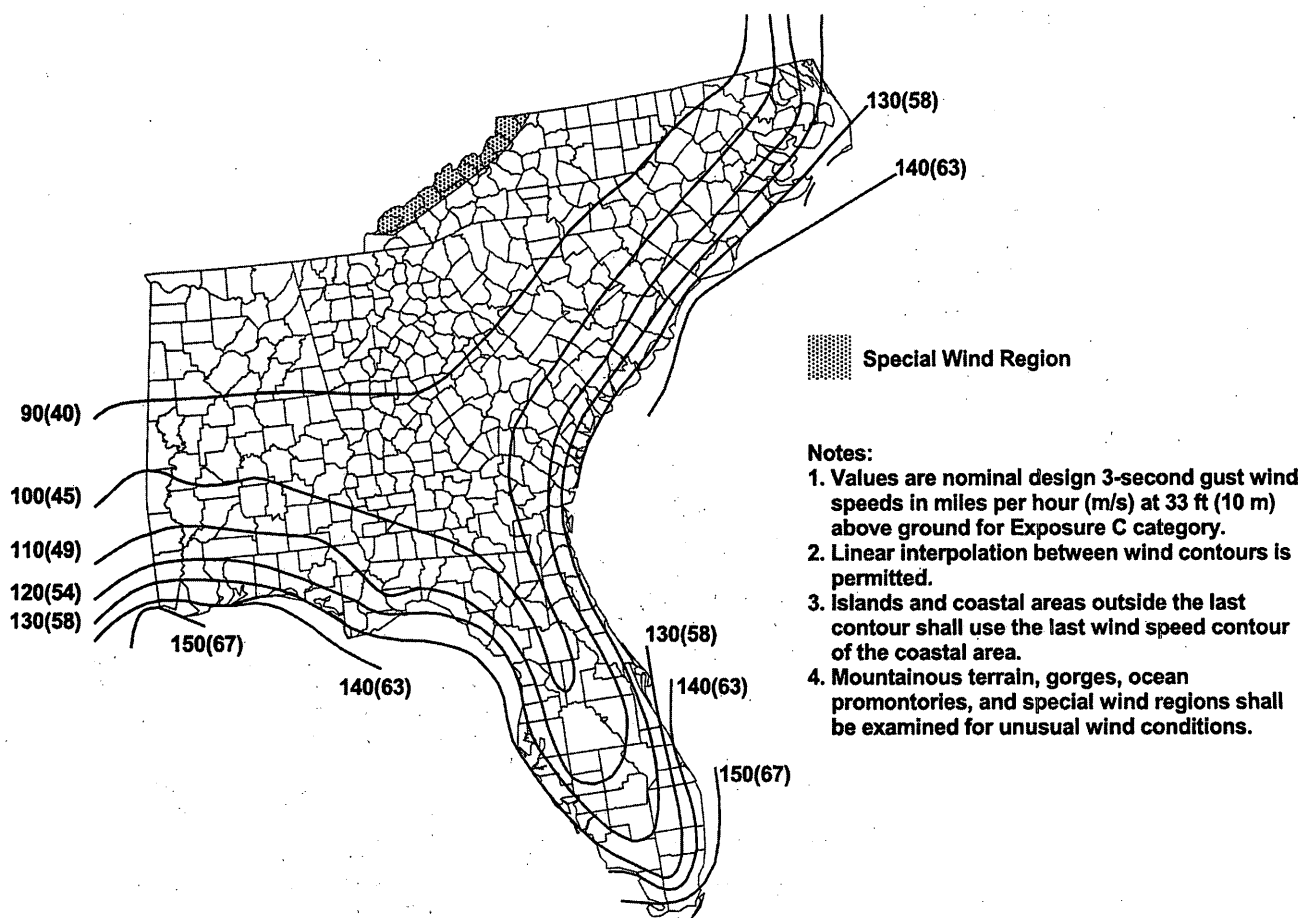 130(58)
140(63)
Special Wind Region
90(40)
100(45)
110(49)
120(54)
130(58)
150(67)
140(63)
130(58)
140(63)
150(67)
Notes:
1. Values are nominal design 3-second gust wind
speeds in miles per hour (m/s) at 33 ft (10 m)
above ground for Exposure C category.
2. Linear interpolation between wind contours is
permitted.
3. Islands and coastal areas outside the last
contour shall use the last wind speed contour
of the coastal area.
4. Mountainous terrain, gorges, ocean
promontories, and special wind regions shall
be examined for unusual wind conditions.